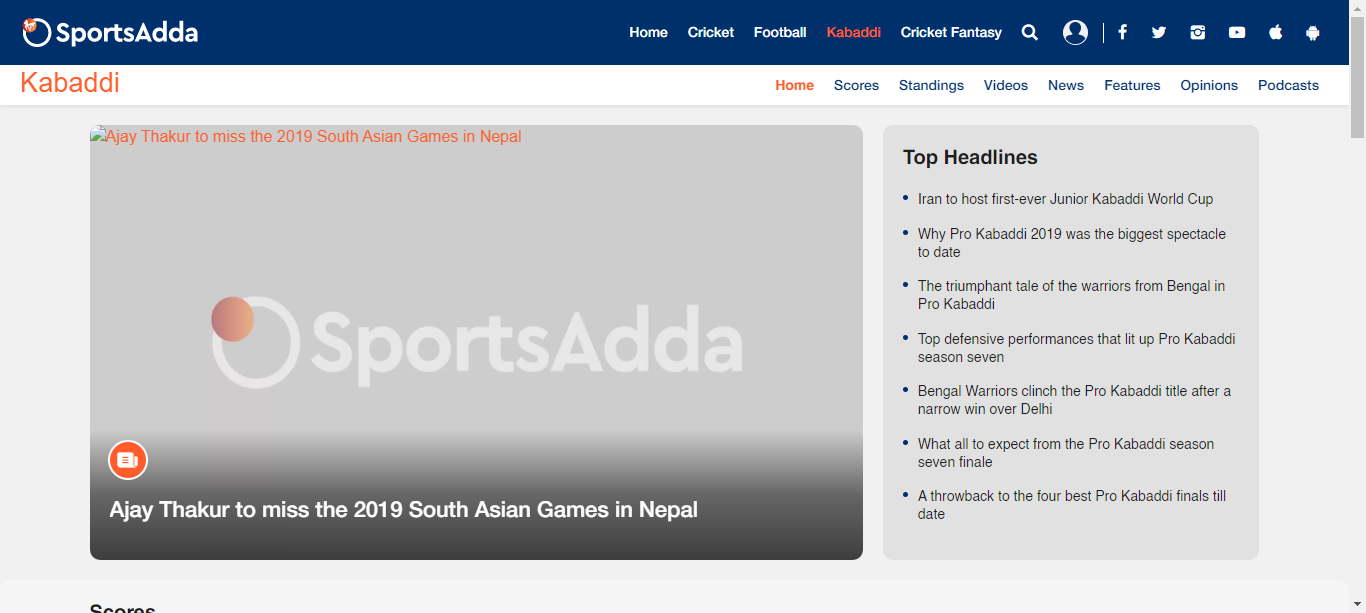 SportsAdda
Home Cricket Football Kabaddi Cricket Fantasy
Kabaddi
Home Scores Standings Videos News Features Opinions Podcasts
Ajay Thakur to miss the 2019 South Asian Games in Nepal
SportsAdda
Ajay Thakur to miss the 2019 South Asian Games in Nepal
Top Headlines
Iran to host first-ever Junior Kabaddi World Cup
Why Pro Kabaddi 2019 was the biggest spectacle
to date
The triumphant tale of the warriors from Bengal in
Pro Kabaddi
Top defensive performances that lit up Pro Kabaddi
season seven
Bengal Warriors clinch the Pro Kabaddi title after a
narrow win over Delhi
What all to expect from the Pro Kabaddi season
seven finale
A throwback to the four best Pro Kabaddi finals till
date
Scores